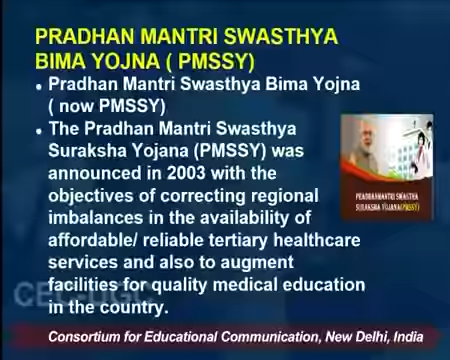 PRADHAN MANTRI SWASTHYA
BIMA YOJNA ( PMSSY)
• Pradhan Mantri Swasthya Bima Yojna
( now PMSSY)
• The Pradhan Mantri Swasthya
Suraksha Yojana (PMSSY) was
announced in 2003 with the
objectives of correcting regional
imbalances in the availability of
affordable/ reliable tertiary healthcare
services and also to augment
facilities for quality medical education
in the country.
PRADHANMANTRI SWASTHA
SURAKSHA YOJANA(PMSSY)
CEC-UGC
Consortium for Educational Communication, New Delhi, India